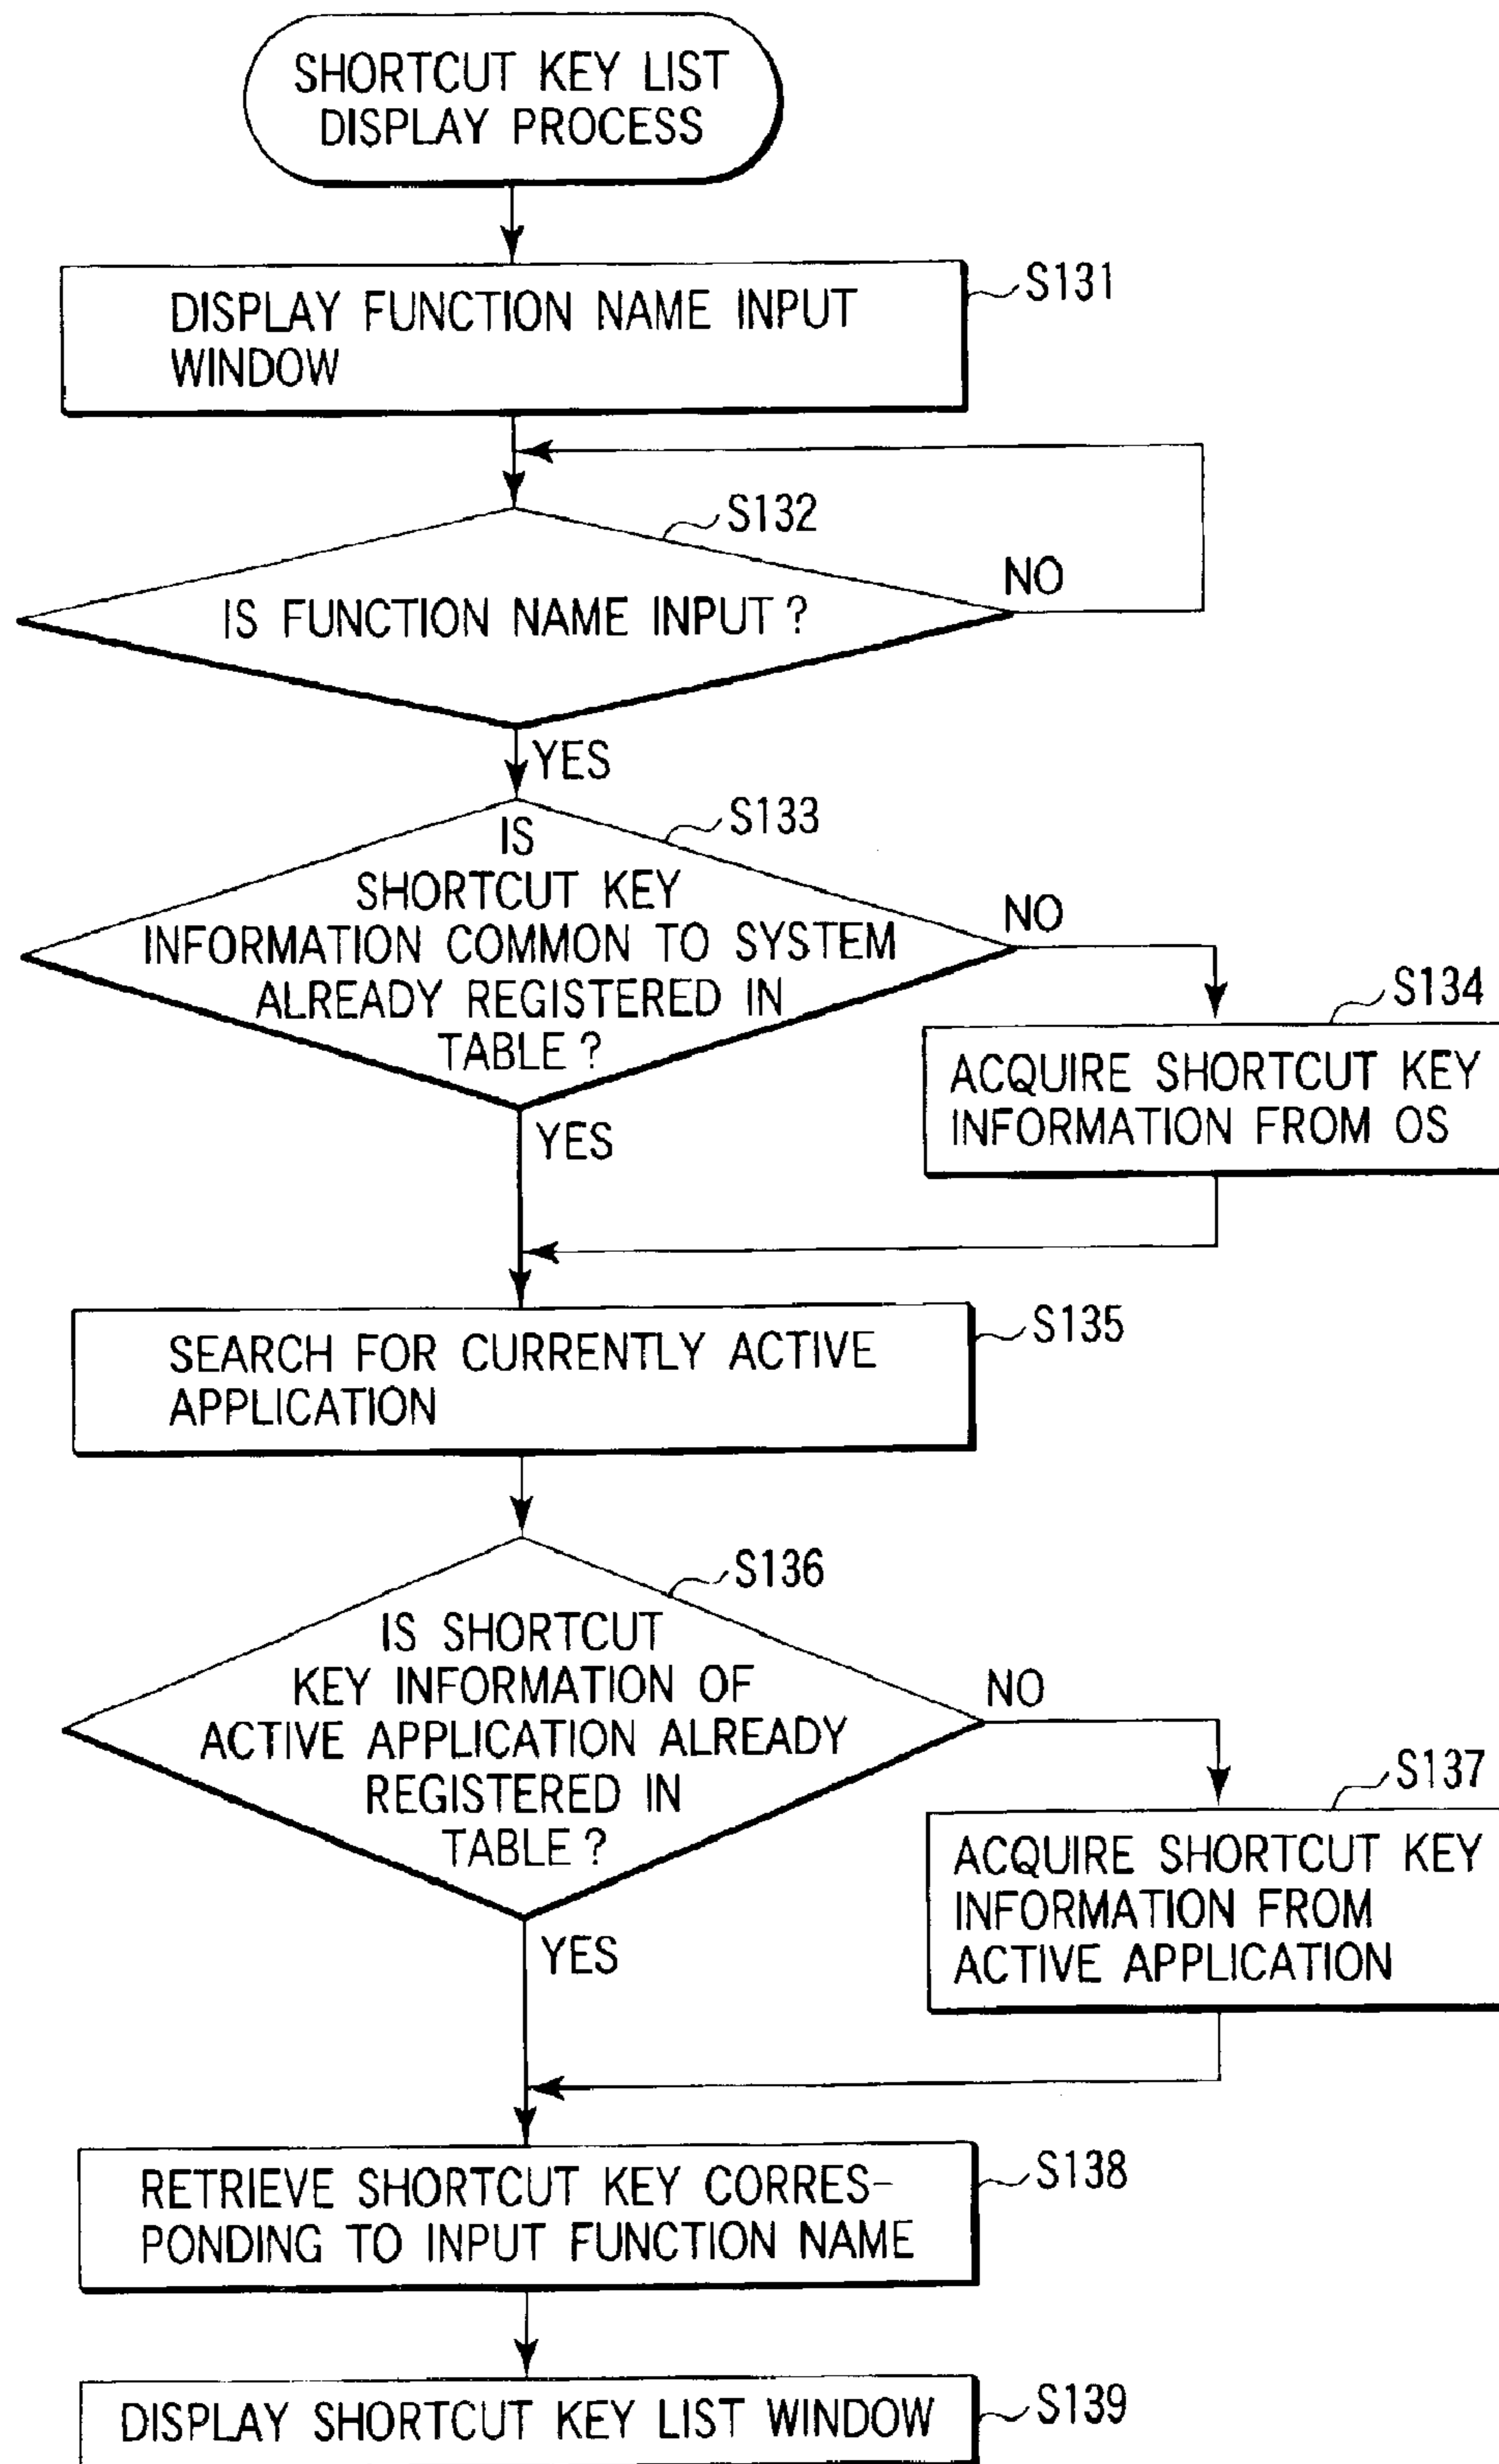 SHORTCUT KEY LIST
DISPLAY PROCESS
DISPLAY FUNCTION NAME INPUT
WINDOW
S131
S132
IS FUNCTION NAME INPUT?
NO
YES
S133
IS
SHORTCUT KEY
INFORMATION COMMON TO SYSTEM
ALREADY REGISTERED IN
TABLE?
NO
YES
S134
ACQUIRE SHORTCUT KEY
INFORMATION FROM OS
SEARCH FOR CURRENTLY ACTIVE
APPLICATION
S135
S136
IS SHORTCUT
KEY INFORMATION OF
ACTIVE APPLICATION ALREADY
REGISTERED IN
TABLE?
NO
YES
S137
ACQUIRE SHORTCUT KEY
INFORMATION FROM
ACTIVE APPLICATION
RETRIEVE SHORTCUT KEY CORRES-
PONDING TO INPUT FUNCTION NAME
S138
DISPLAY SHORTCUT KEY LIST WINDOW
S139